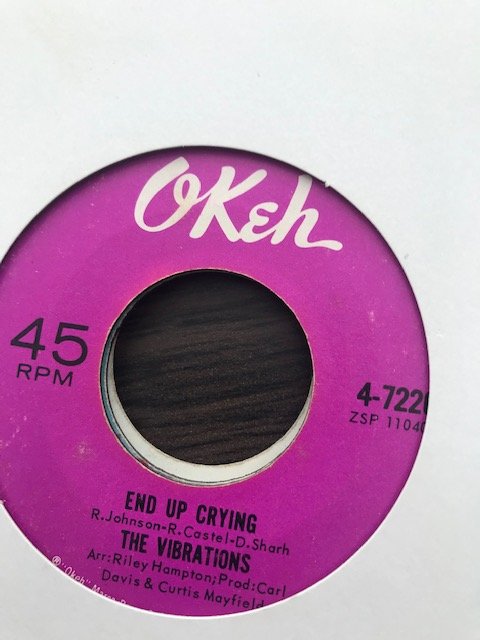 OKeh
45
RPM
4-722
ZSP 1104
END UP CRYING
R. Johnson-R. Castel-D. Sharh
THE VIBRATIONS
Arr: Riley Hampton; Prod: Carl
Davis & Curtis Mayfield
® "Okeh"